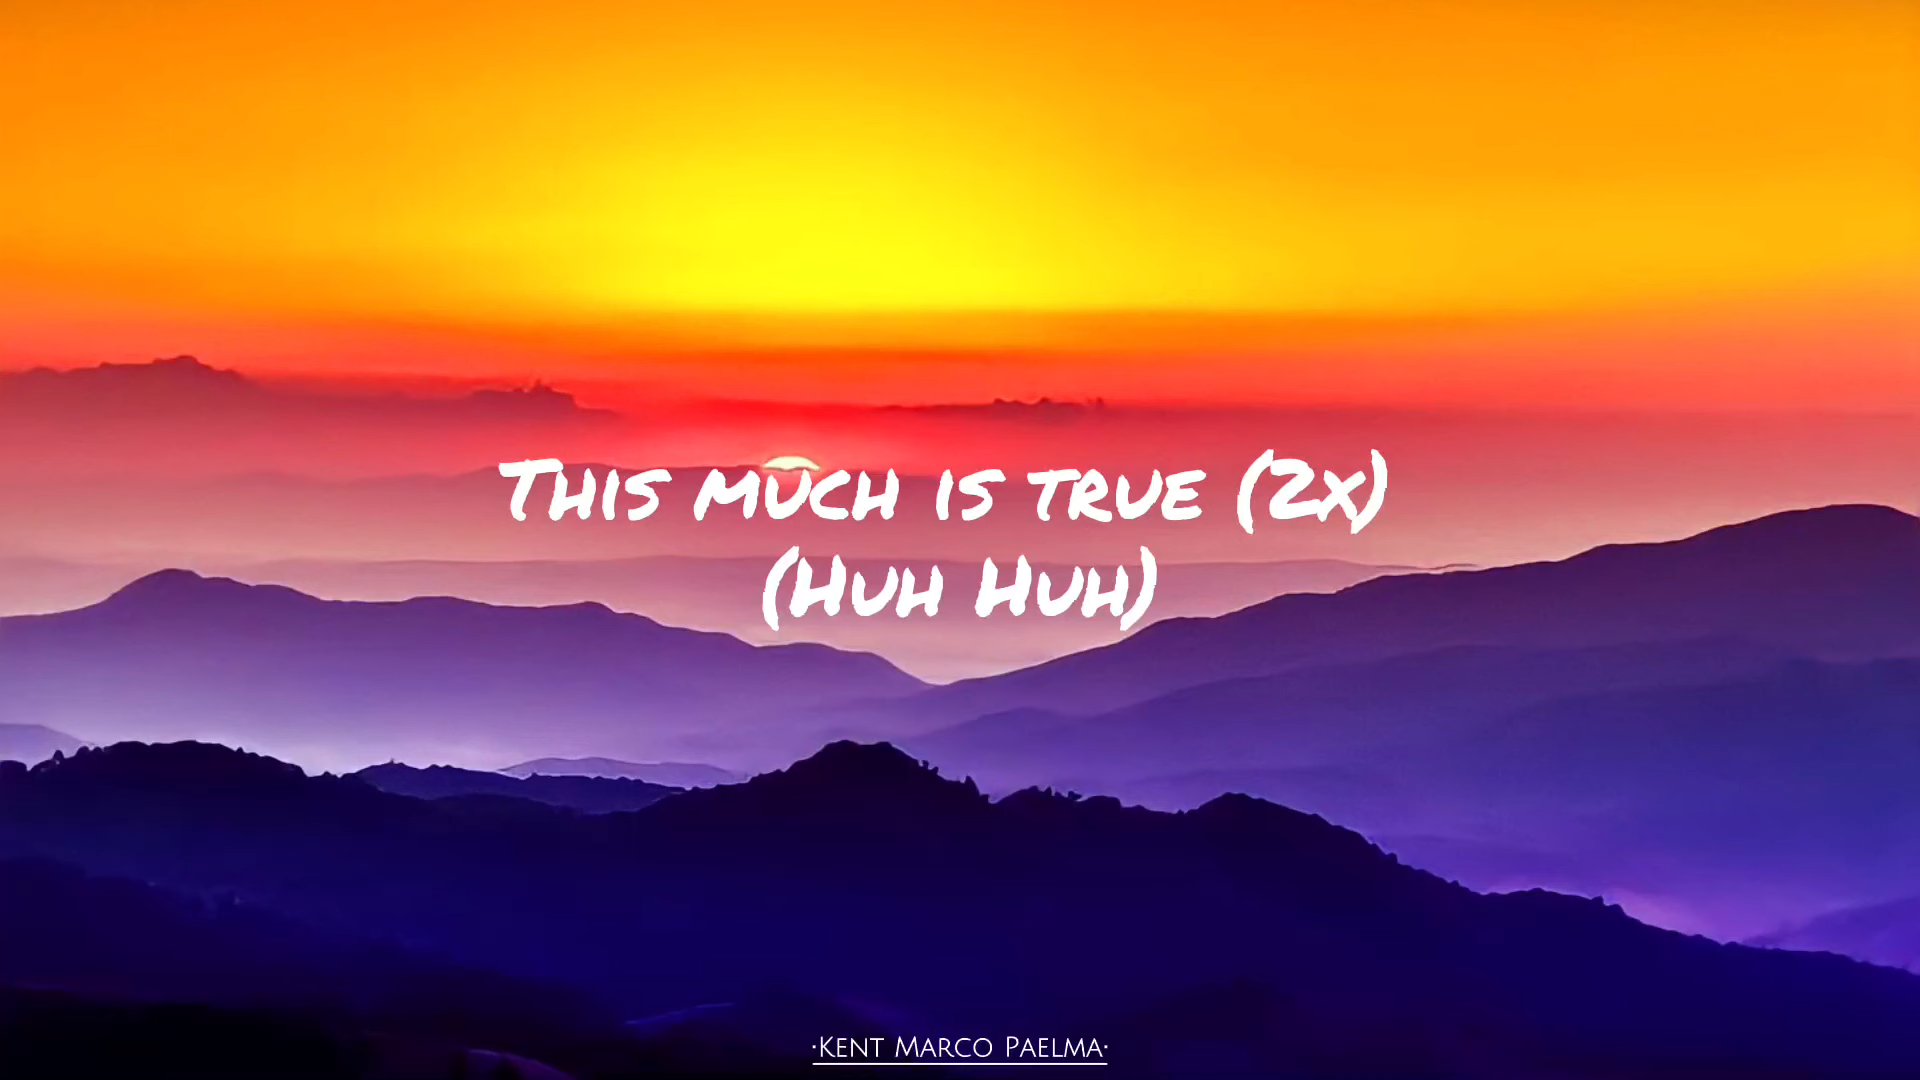 This much is true (2x)
(Huh Huh)
·Kent Marco Paelma·